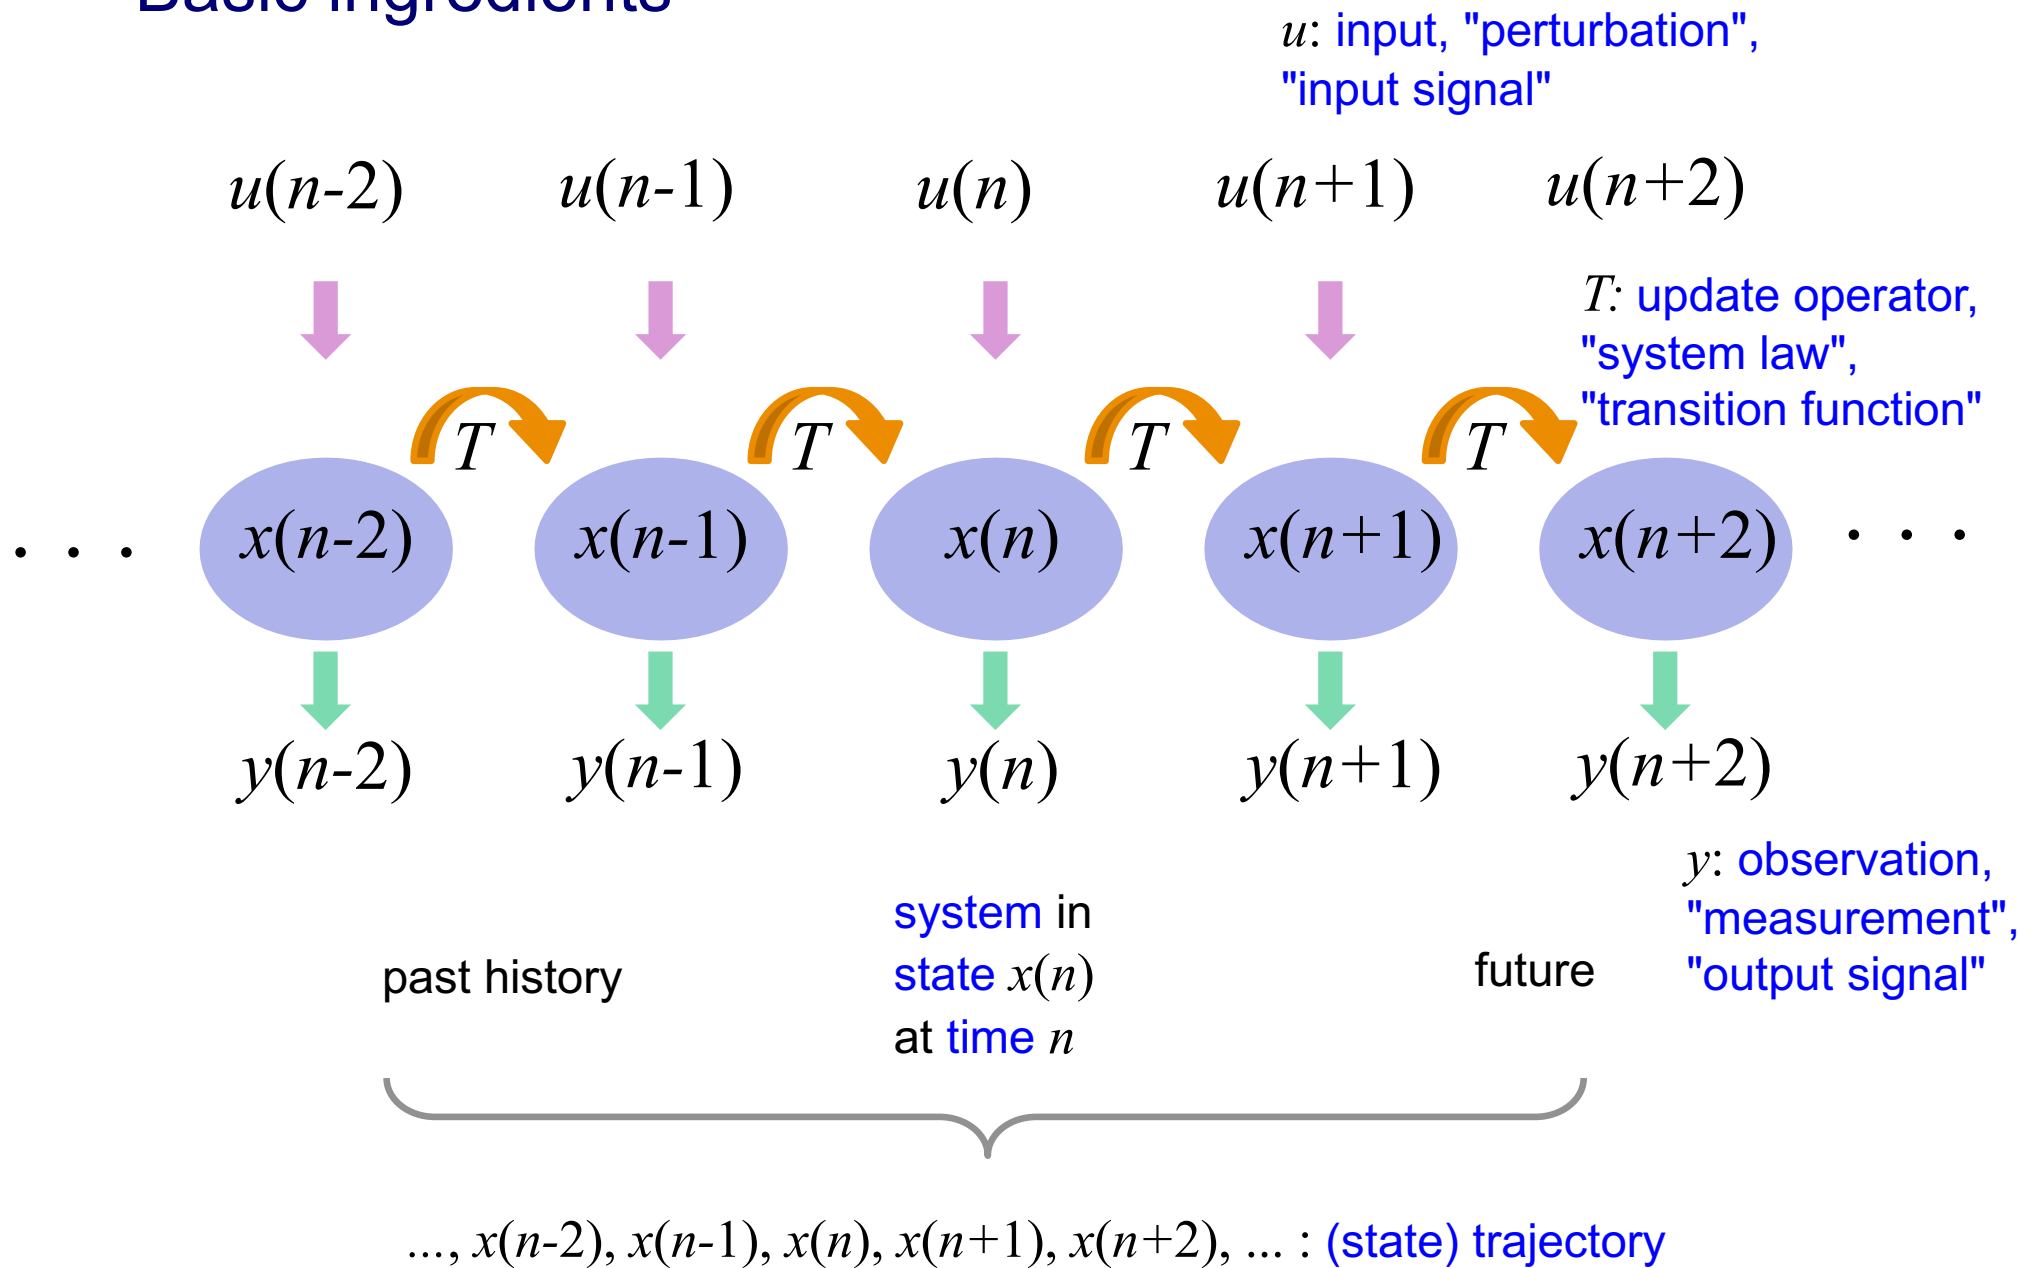 Basic ingredients
u: input, "perturbation",
"input signal"
u(n-2) u(n-1) u(n) u(n+1) u(n+2)
T: update operator,
"system law",
"transition function"
T T T T
. . . x(n-2) x(n-1) x(n) x(n+1) x(n+2) . . .
y(n-2) y(n-1) y(n) y(n+1) y(n+2)
y: observation,
"measurement",
"output signal"
past history
system in
state x(n)
at time n
future
..., x(n-2), x(n-1), x(n), x(n+1), x(n+2), ... : (state) trajectory